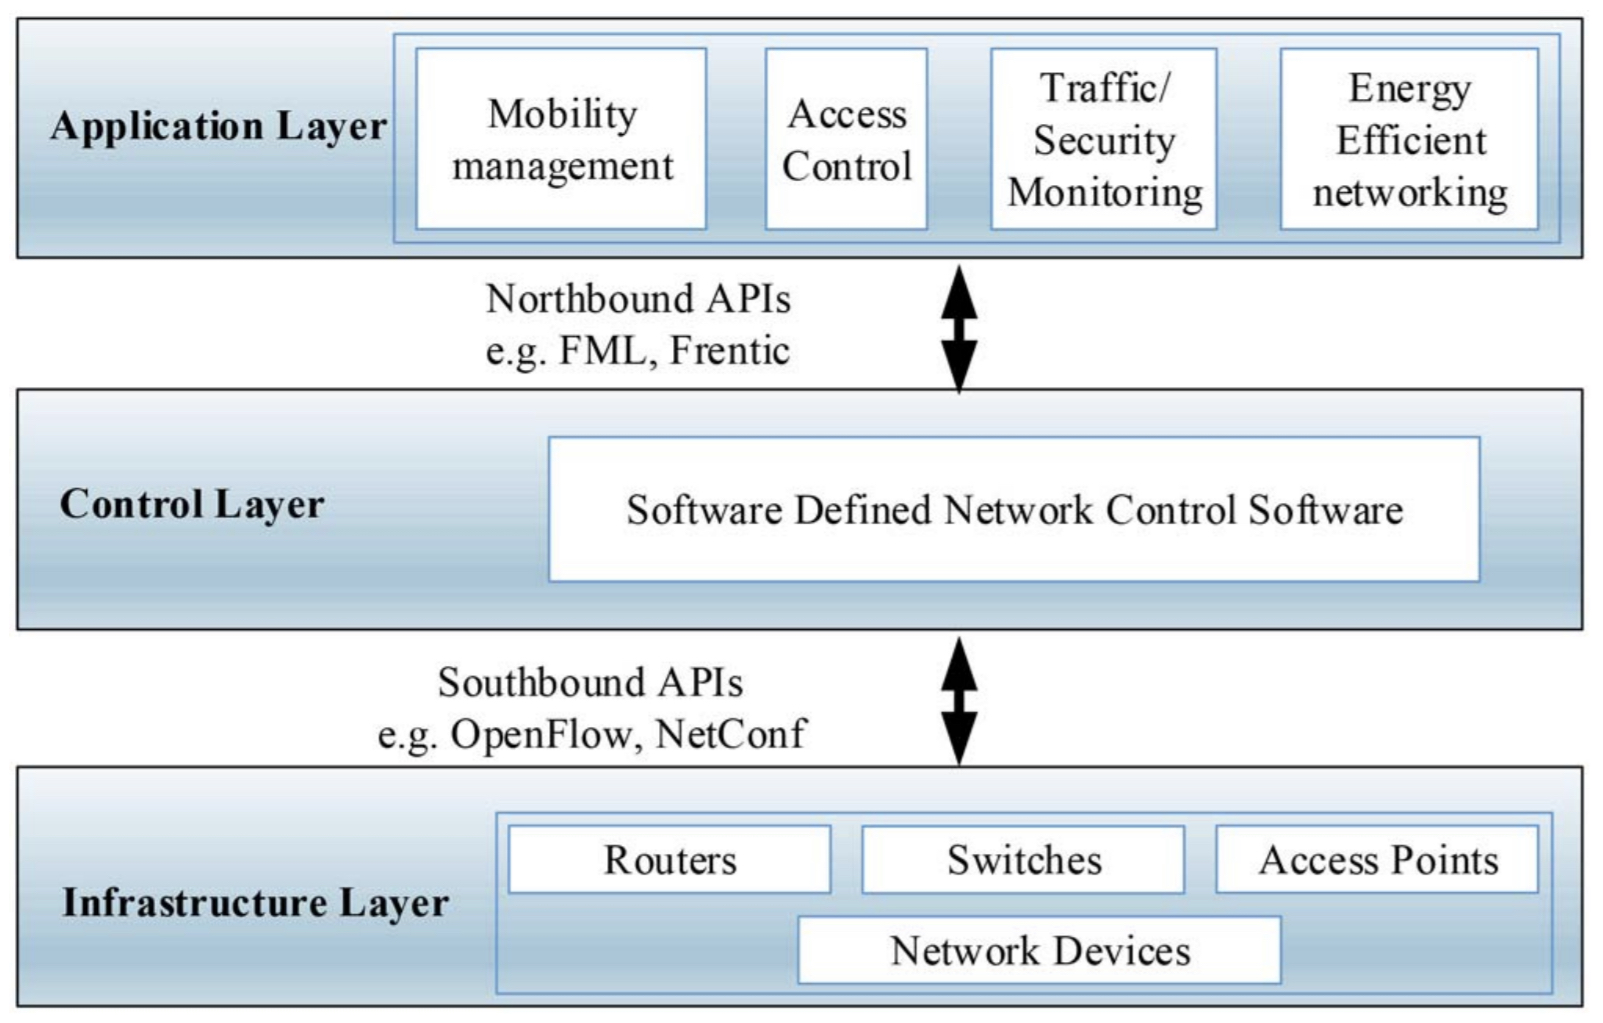 Application Layer
Mobility
management
Access
Control
Traffic/
Security
Monitoring
Energy
Efficient
networking
Northbound APIs
e.g. FML, Frentic
Control Layer
Software Defined Network Control Software
Southbound APIs
e.g. OpenFlow, NetConf
Infrastructure Layer
Routers
Switches
Access Points
Network Devices